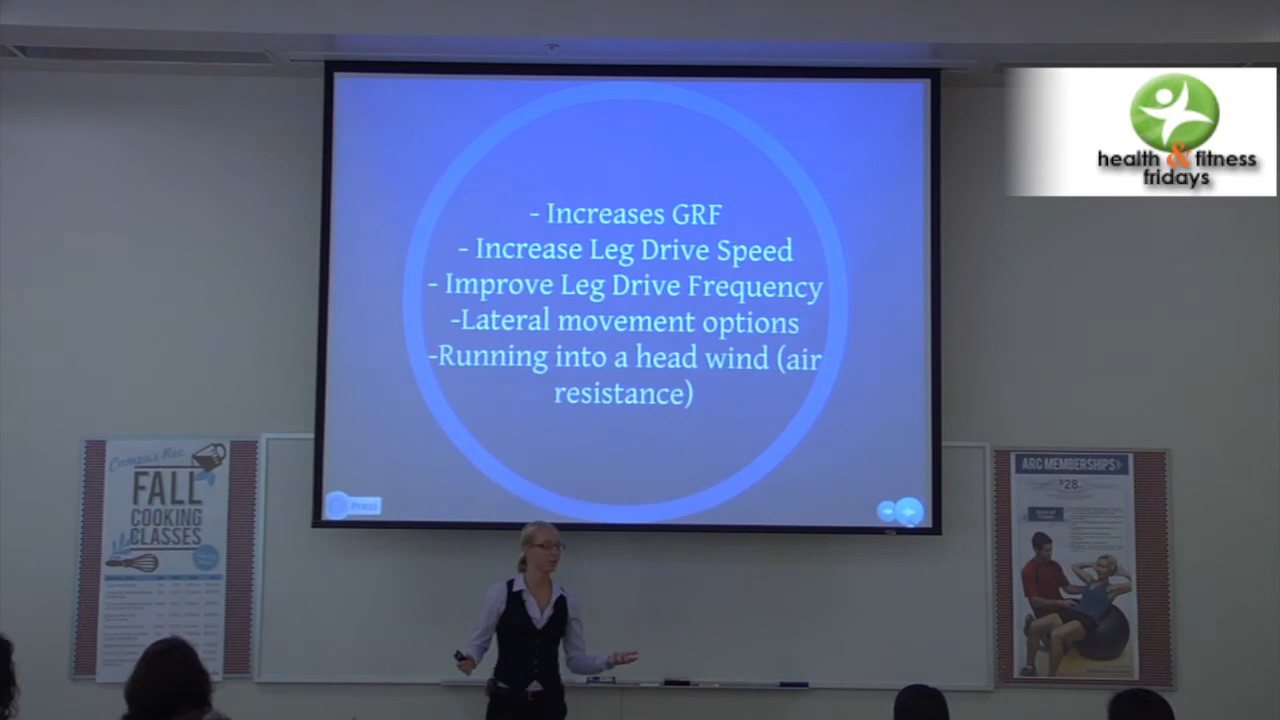 health & fitness
fridays
- Increases GRF
- Increase Leg Drive Speed
- Improve Leg Drive Frequency
-Lateral movement options
-Running into a head wind (air
resistance)
Campus Rec
FALL
COOKING
CLASSES
ARC MEMBERSHIPS
$28